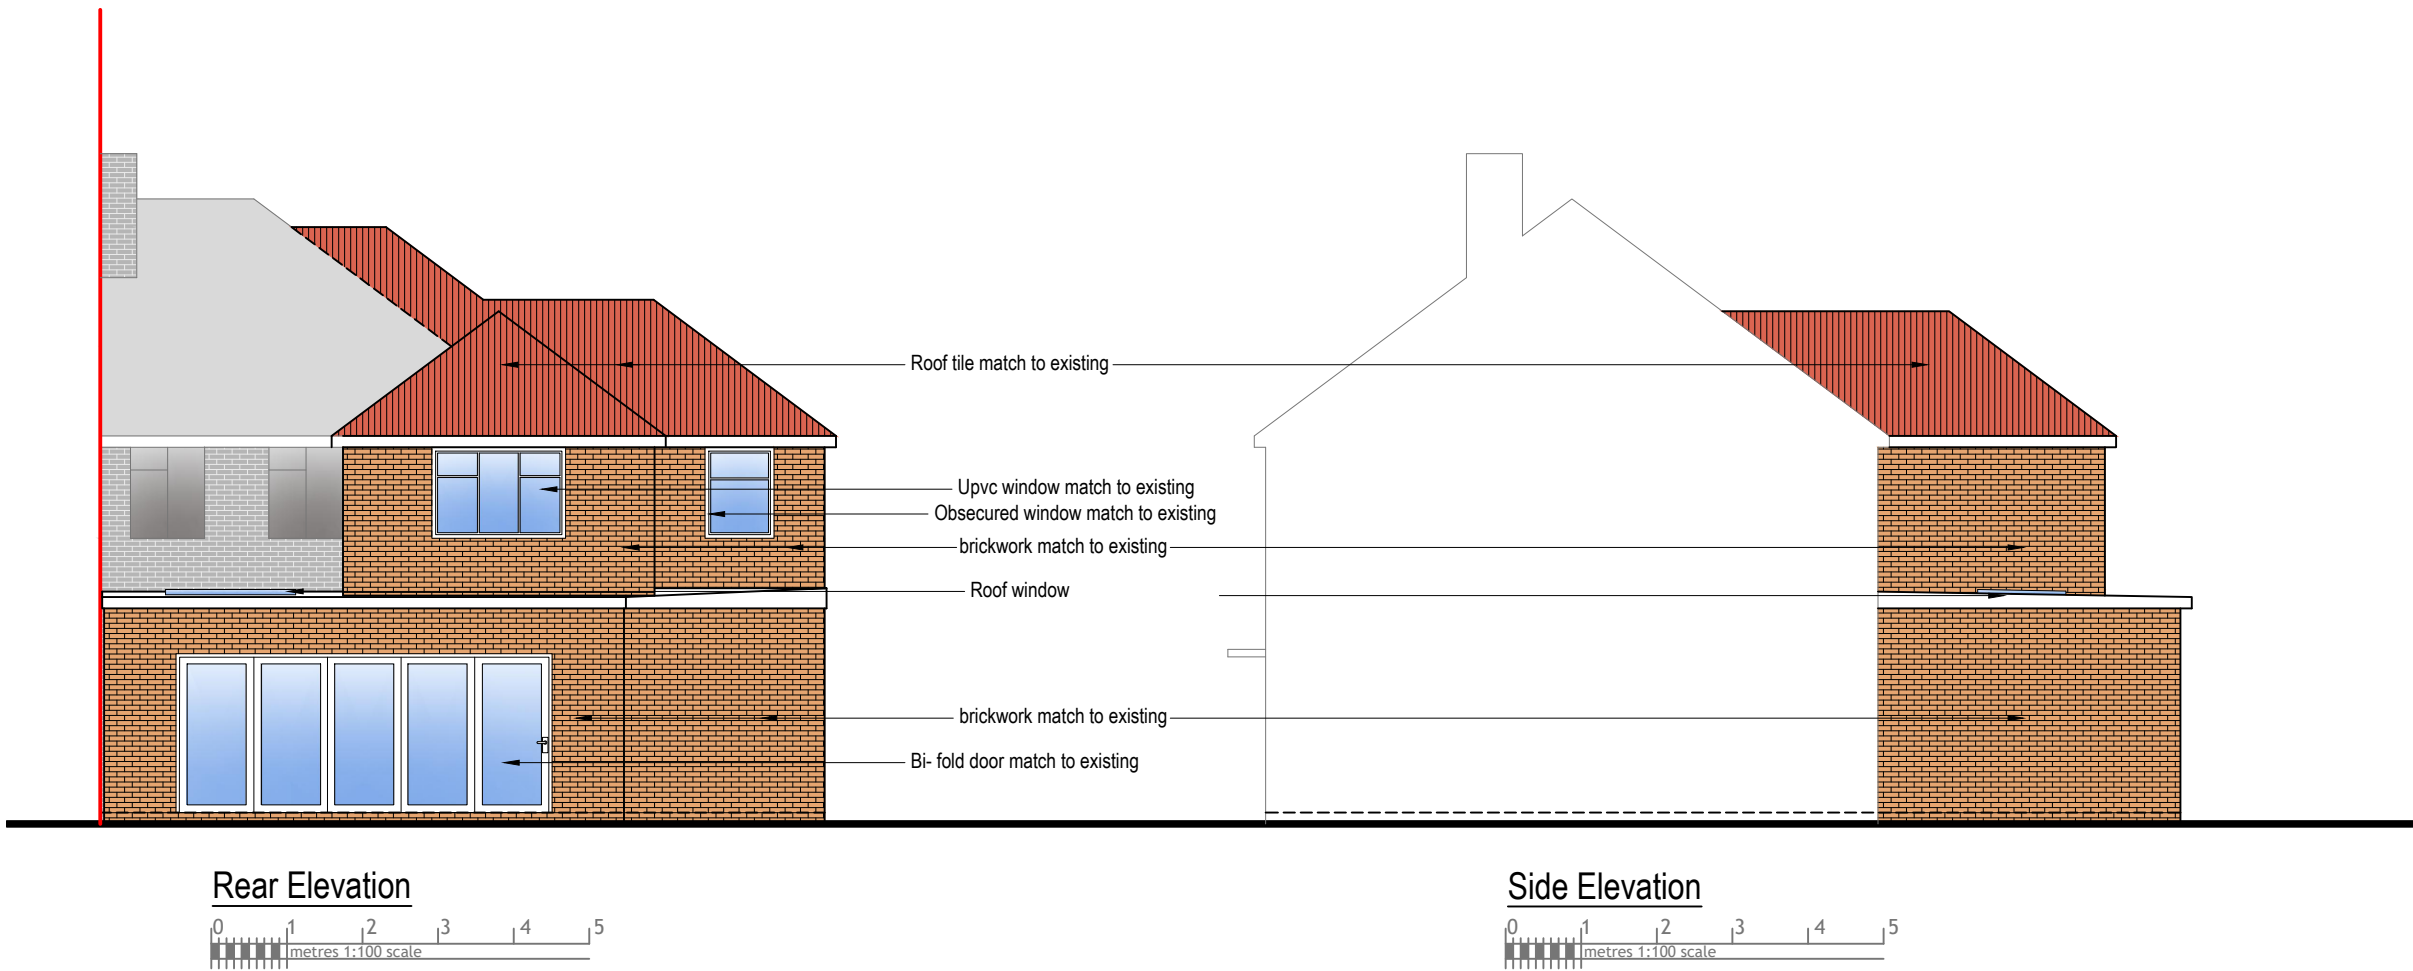 Roof tile match to existing
Upvc window match to existing
Obsecured window match to existing
brickwork match to existing
Roof window
brickwork match to existing
Bi- fold door match to existing
Rear Elevation
0 1 2 3 4 5
metres 1:100 scale
Side Elevation
0 1 2 3 4 5
metres 1:100 scale